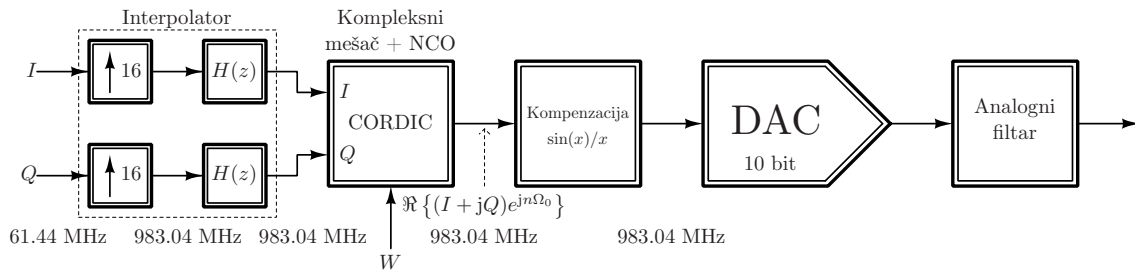 Interpolator
Kompleksni
mešač + NCO
I
↑ 16
H(z)
I
CORDIC
Q
Kompenzacija
sin(x)/x
DAC
10 bit
Analogni
filtar
Q
↑ 16
H(z)
ℜ{(I + jQ)e^{jnΩ₀}}
61.44 MHz
983.04 MHz
983.04 MHz
983.04 MHz
983.04 MHz
W